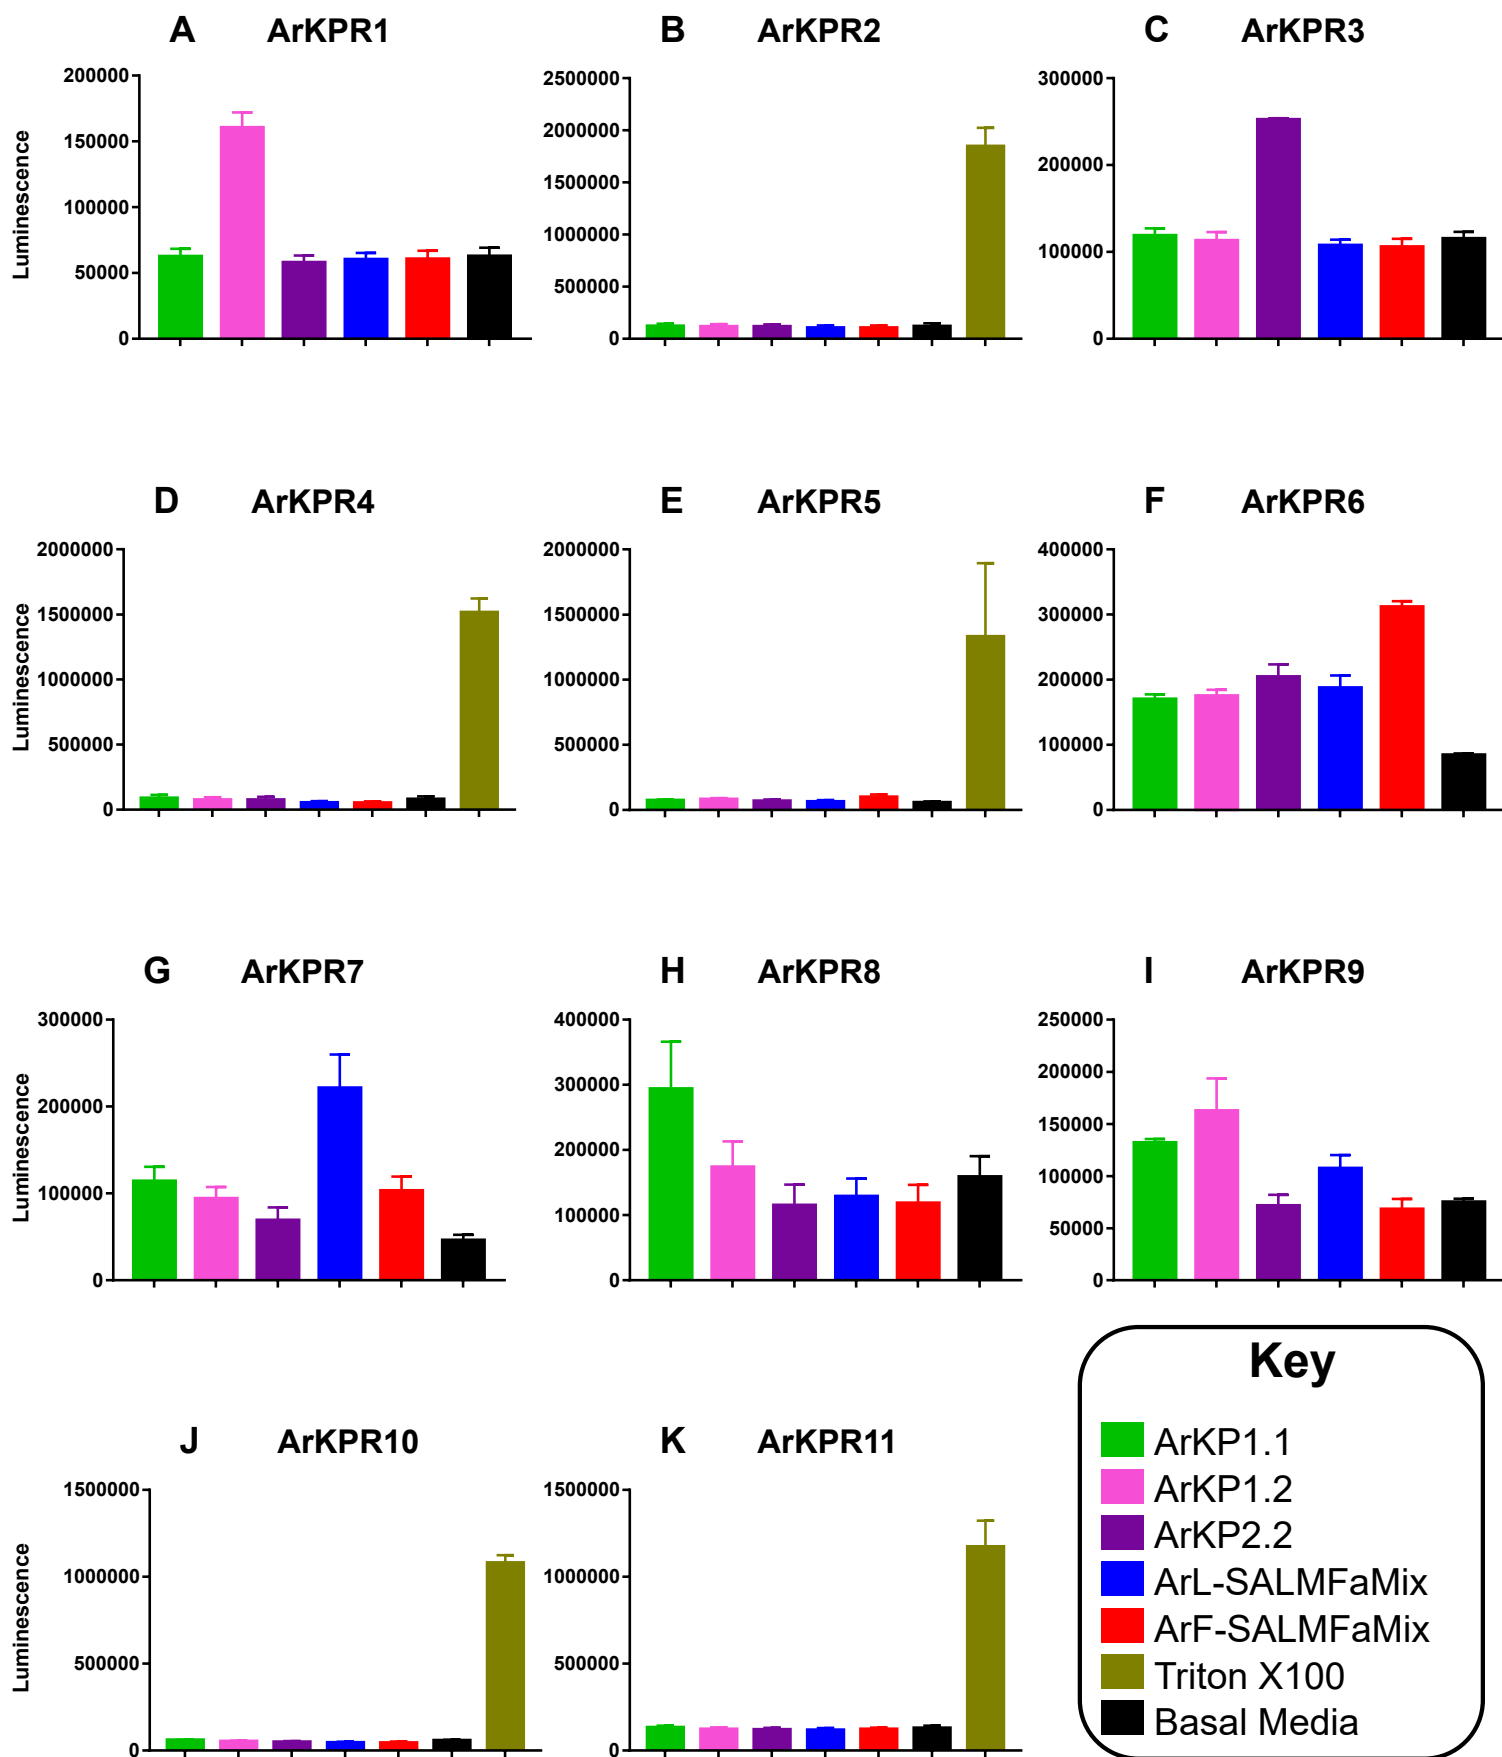 A ArKPR1
B ArKPR2
C ArKPR3
Luminescence
200000
150000
100000
50000
0
2500000
2000000
1500000
1000000
500000
0
300000
200000
100000
0
D ArKPR4
E ArKPR5
F ArKPR6
Luminescence
2000000
1500000
1000000
500000
0
2000000
1500000
1000000
500000
0
400000
300000
200000
100000
0
G ArKPR7
H ArKPR8
I ArKPR9
Luminescence
300000
200000
100000
0
400000
300000
200000
100000
0
250000
200000
150000
100000
50000
0
J ArKPR10
K ArKPR11
Luminescence
1500000
1000000
500000
0
1500000
1000000
500000
0
Key
ArKP1.1
ArKP1.2
ArKP2.2
ArL-SALMFaMix
ArF-SALMFaMix
Triton X100
Basal Media